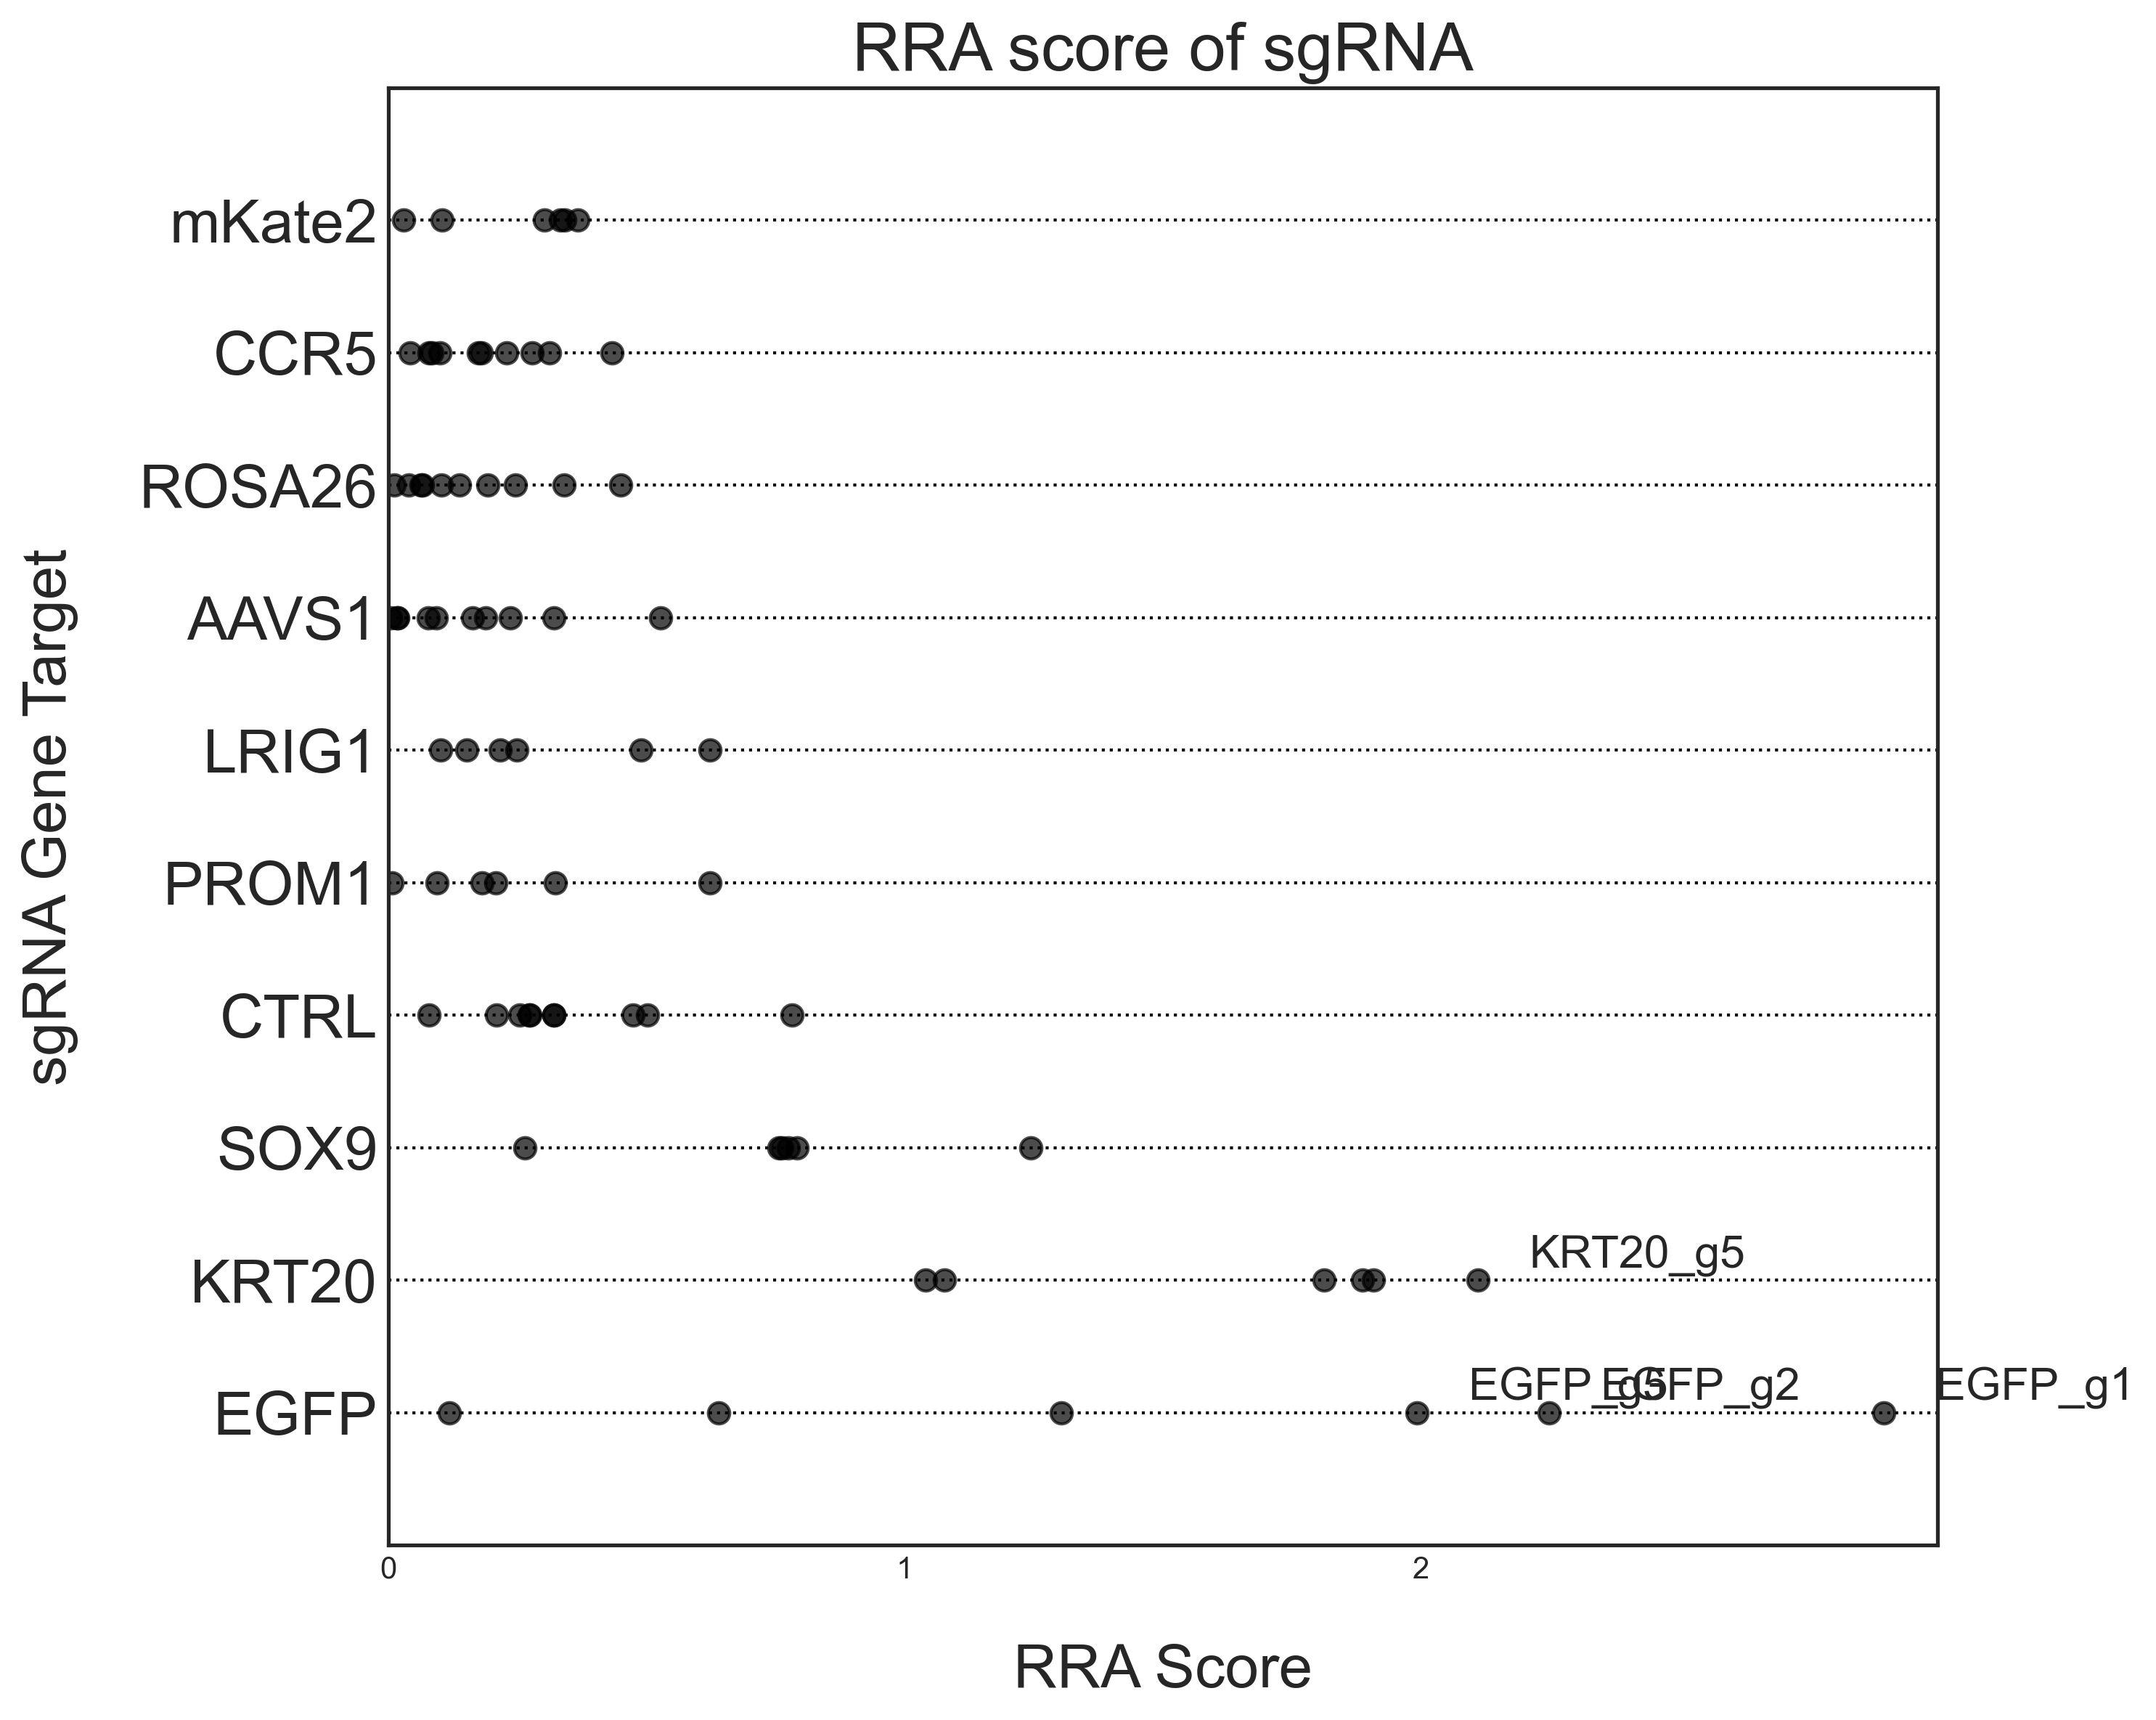 RRA score of sgRNA
sgRNA Gene Target
mKate2
CCR5
ROSA26
AAVS1
LRIG1
PROM1
CTRL
SOX9
KRT20
KRT20_g5
EGFP
EGFP_g5
EGFP_g2
EGFP_g1
0 1 2
RRA Score